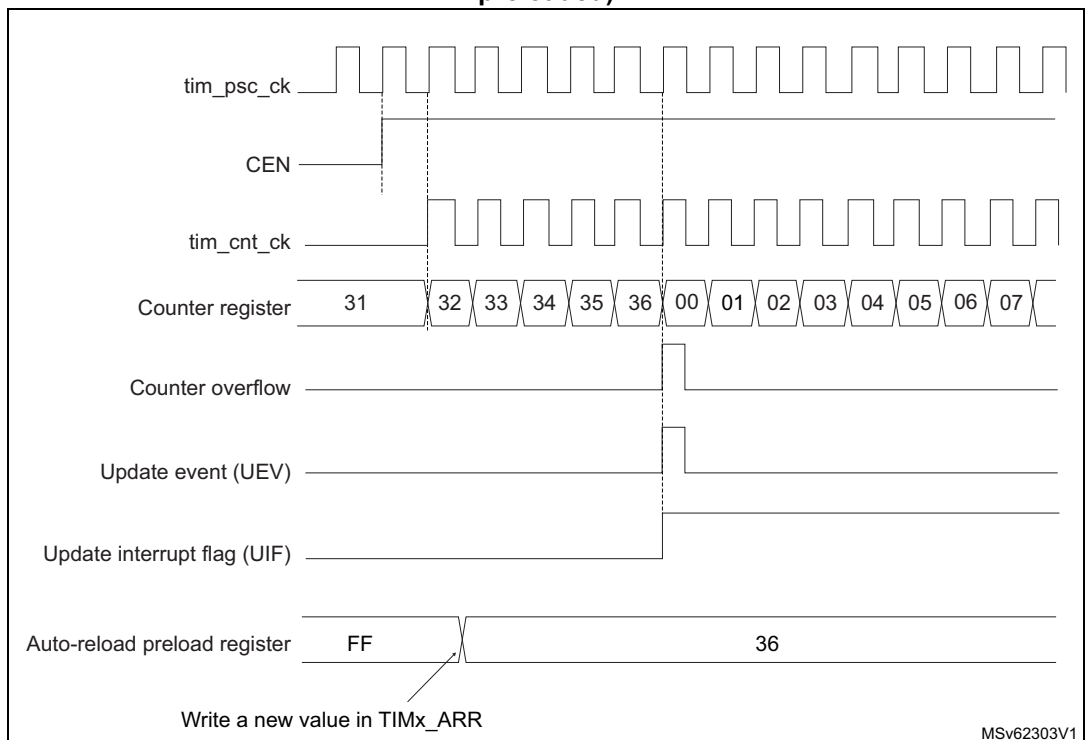 preloaded)
tim_psc_ck
CEN
tim_cnt_ck
Counter register 31 32 33 34 35 36 00 01 02 03 04 05 06 07
Counter overflow
Update event (UEV)
Update interrupt flag (UIF)
Auto-reload preload register FF 36
Write a new value in TIMx_ARR
MSv62303V1